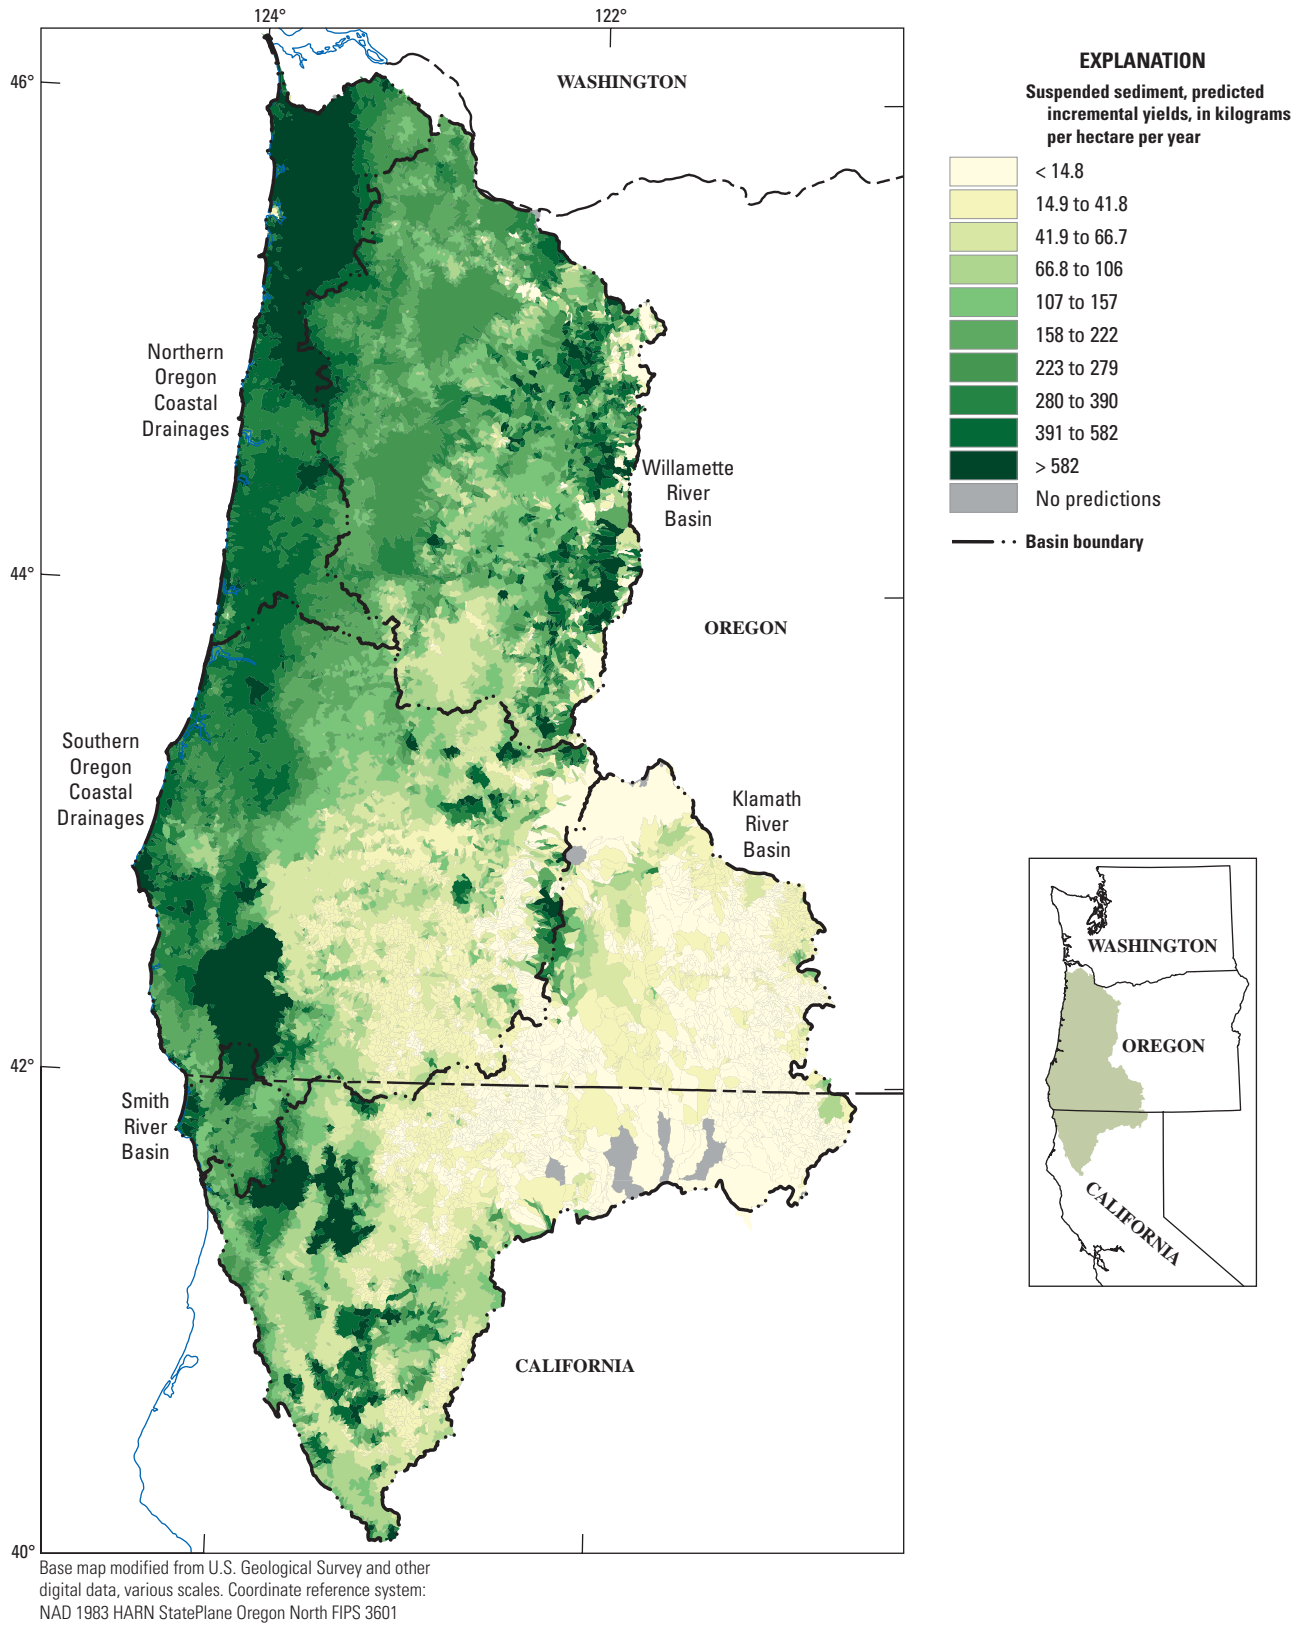 124°
122°
46°
WASHINGTON
EXPLANATION
Suspended sediment, predicted
incremental yields, in kilograms
per hectare per year
< 14.8
14.9 to 41.8
41.9 to 66.7
66.8 to 106
107 to 157
158 to 222
223 to 279
280 to 390
391 to 582
> 582
No predictions
Basin boundary
Northern
Oregon
Coastal
Drainages
Willamette
River
Basin
44°
OREGON
Southern
Oregon
Coastal
Drainages
Klamath
River
Basin
42°
Smith
River
Basin
CALIFORNIA
40°
WASHINGTON
OREGON
CALIFORNIA
Base map modified from U.S. Geological Survey and other
digital data, various scales. Coordinate reference system:
NAD 1983 HARN StatePlane Oregon North FIPS 3601